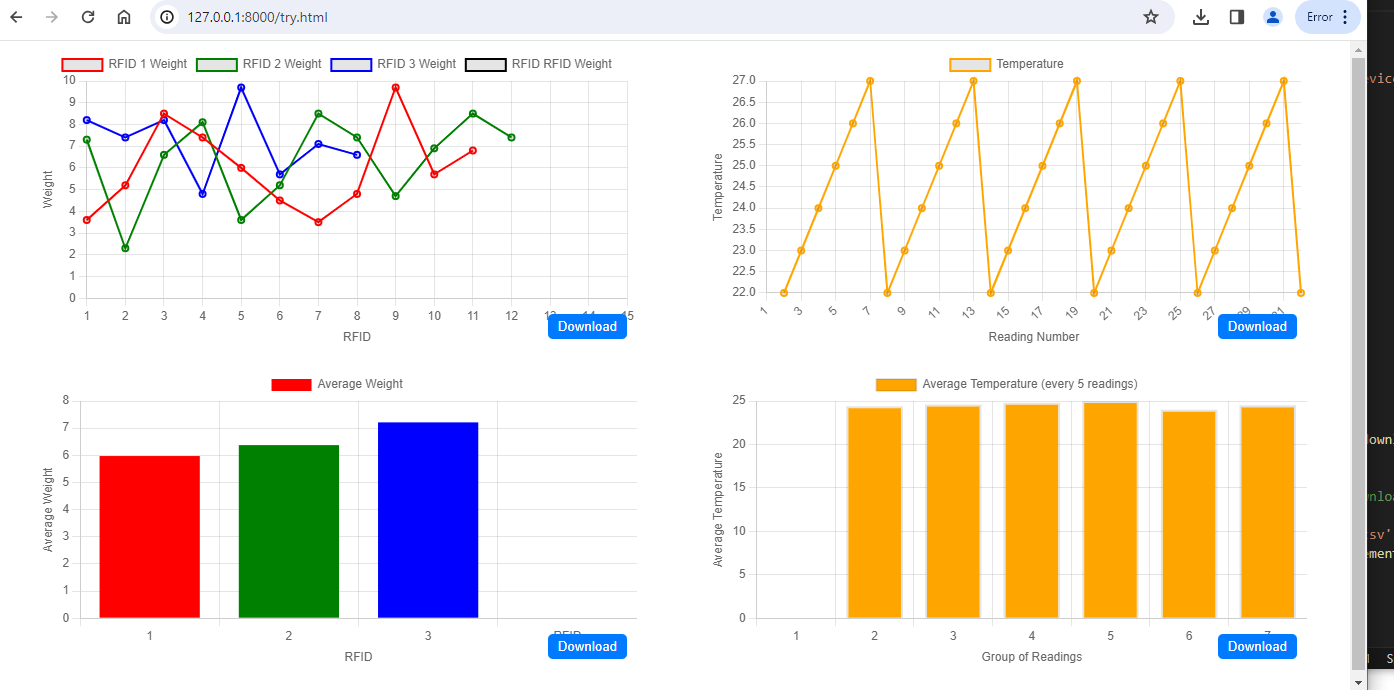 127.0.0.1:8000/try.html
Error
RFID 1 Weight RFID 2 Weight RFID 3 Weight RFID RFID Weight
10
9
8
7
6
5
4
3
2
1
0
Weight
1 2 3 4 5 6 7 8 9 10 11 12 13 15
RFID
Download
Temperature
27.0
26.5
26.0
25.5
25.0
24.5
24.0
23.5
23.0
22.5
22.0
Temperature
1 3 5 7 9 11 13 15 17 19 21 23 25 27 29 31
Reading Number
Download
Average Weight
8
7
6
5
4
3
2
1
0
Average Weight
1 2 3 RFID
RFID
Download
Average Temperature (every 5 readings)
25
20
15
10
5
0
Average Temperature
1 2 3 4 5 6 7
Group of Readings
Download
evice
ownl
nloa
sv'
ement
S